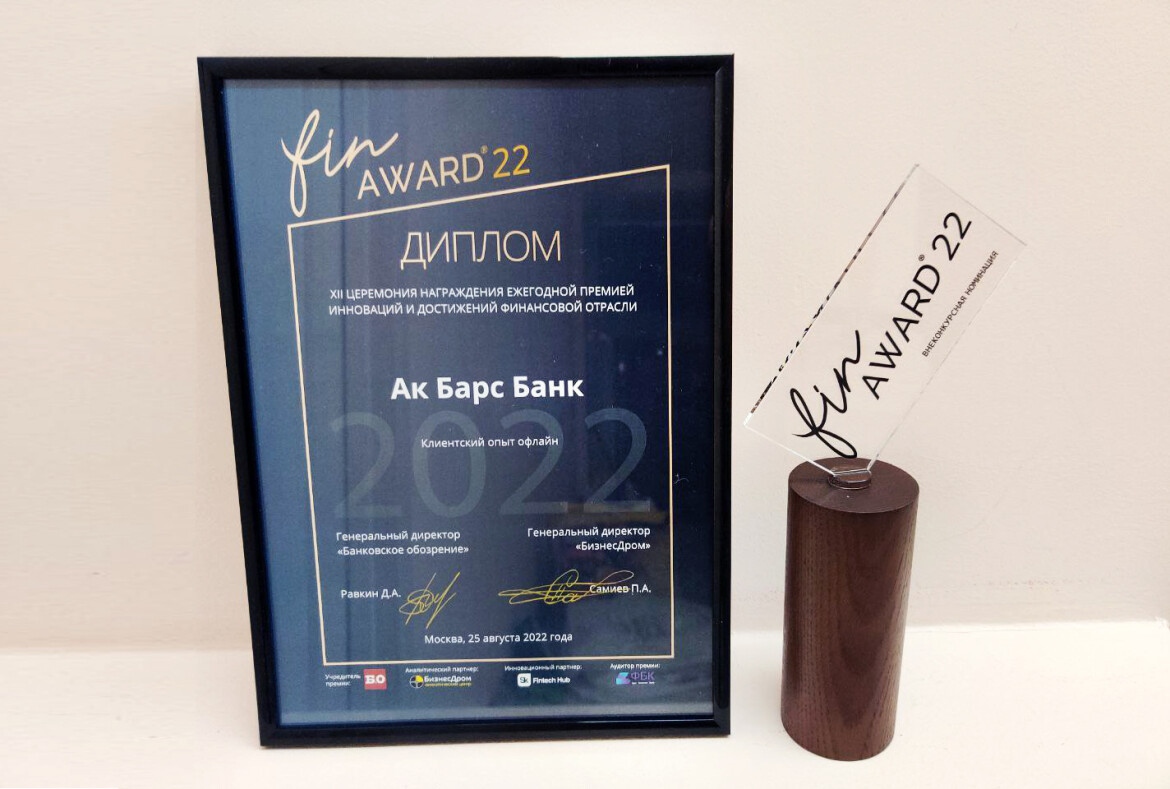 fin
AWARD® 22
ДИПЛОМ
XII ЦЕРЕМОНИЯ НАГРАЖДЕНИЯ ЕЖЕГОДНОЙ ПРЕМИЕЙ
ИННОВАЦИЙ И ДОСТИЖЕНИЙ ФИНАНСОВОЙ ОТРАСЛИ
Ак Барс Банк
2022
Клиентский опыт офлайн
Генеральный директор
«Банковское обозрение»
Генеральный директор
«БизнесДром»
Равкин Д.А.
Самиев П.А.
Москва, 25 августа 2022 года
Учредитель
премии:
БО
Аналитический партнер:
БизнесДром
Инновационный партнер:
Sk Fintech Hub
Аудитор премии:
ФБК
fin
AWARD® 22
ВНЕКОНКУРСНАЯ НОМИНАЦИЯ